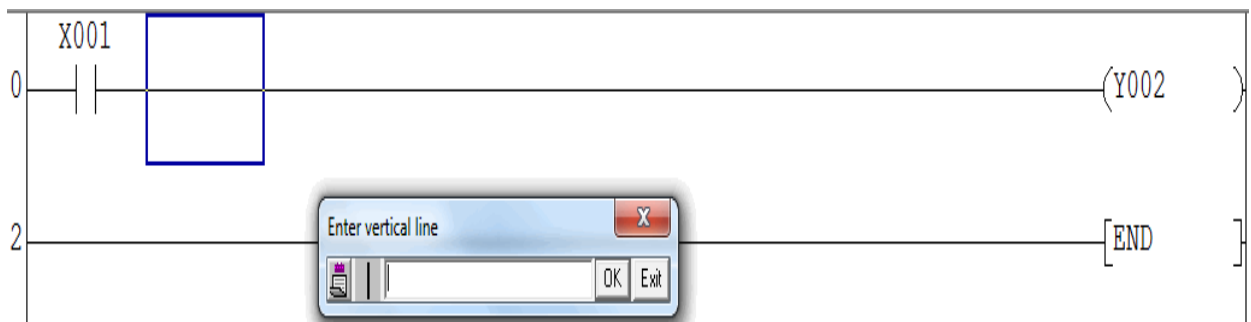 X001
0
Y002
Enter vertical line
X
OK Exit
2
END